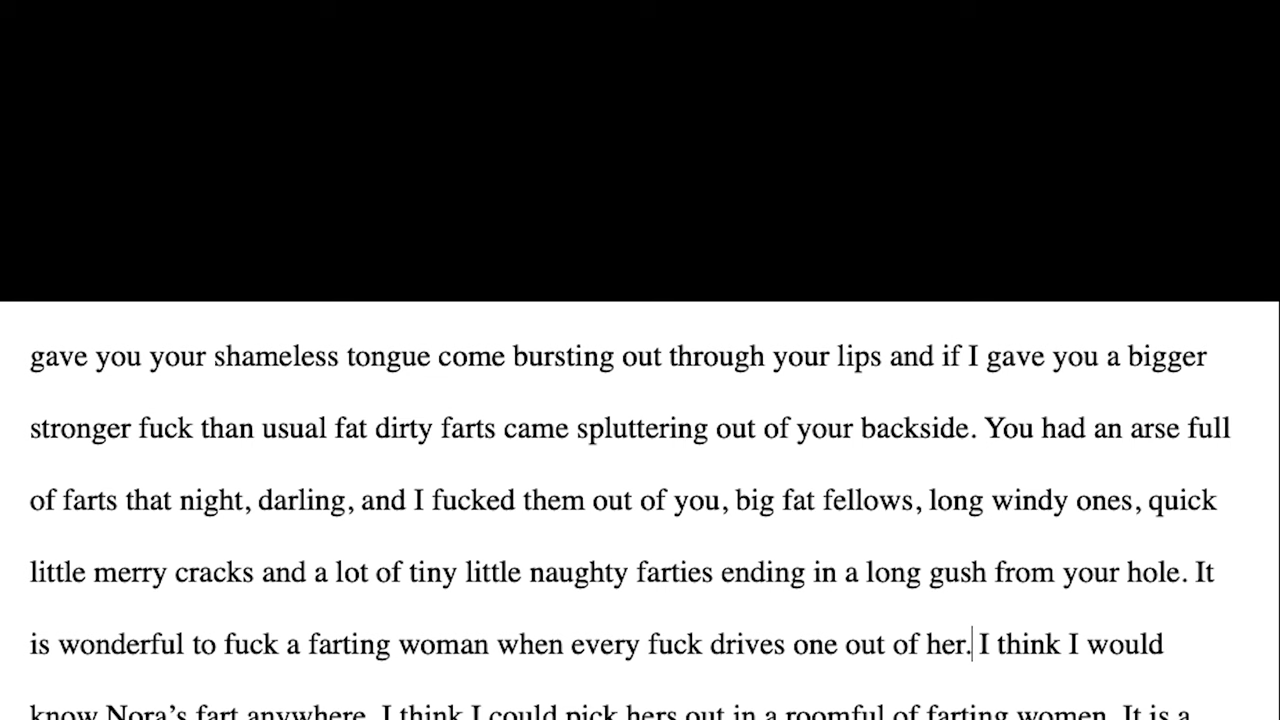 gave you your shameless tongue come bursting out through your lips and if I gave you a bigger
stronger fuck than usual fat dirty farts came spluttering out of your backside. You had an arse full
of farts that night, darling, and I fucked them out of you, big fat fellows, long windy ones, quick
little merry cracks and a lot of tiny little naughty farties ending in a long gush from your hole. It
is wonderful to fuck a farting woman when every fuck drives one out of her. I think I would
know Nora’s fart anywhere. I think I could pick hers out in a roomful of farting women. It is a